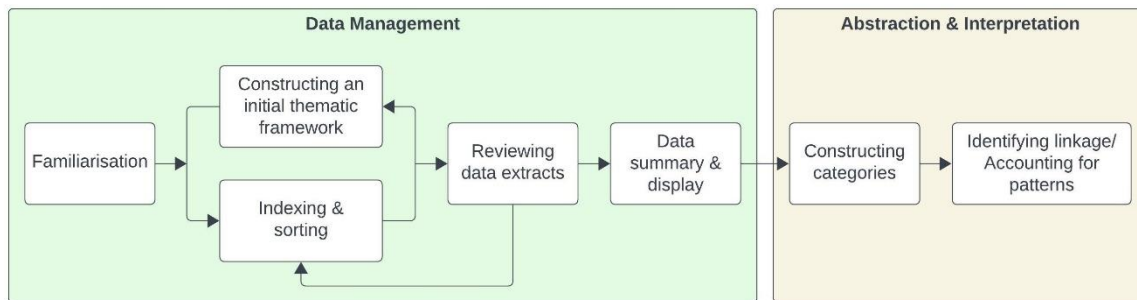 Data Management
Familiarisation
Constructing an
initial thematic
framework
Indexing &
sorting
Reviewing
data extracts
Data
summary &
display
Abstraction & Interpretation
Constructing
categories
Identifying linkage/
Accounting for
patterns